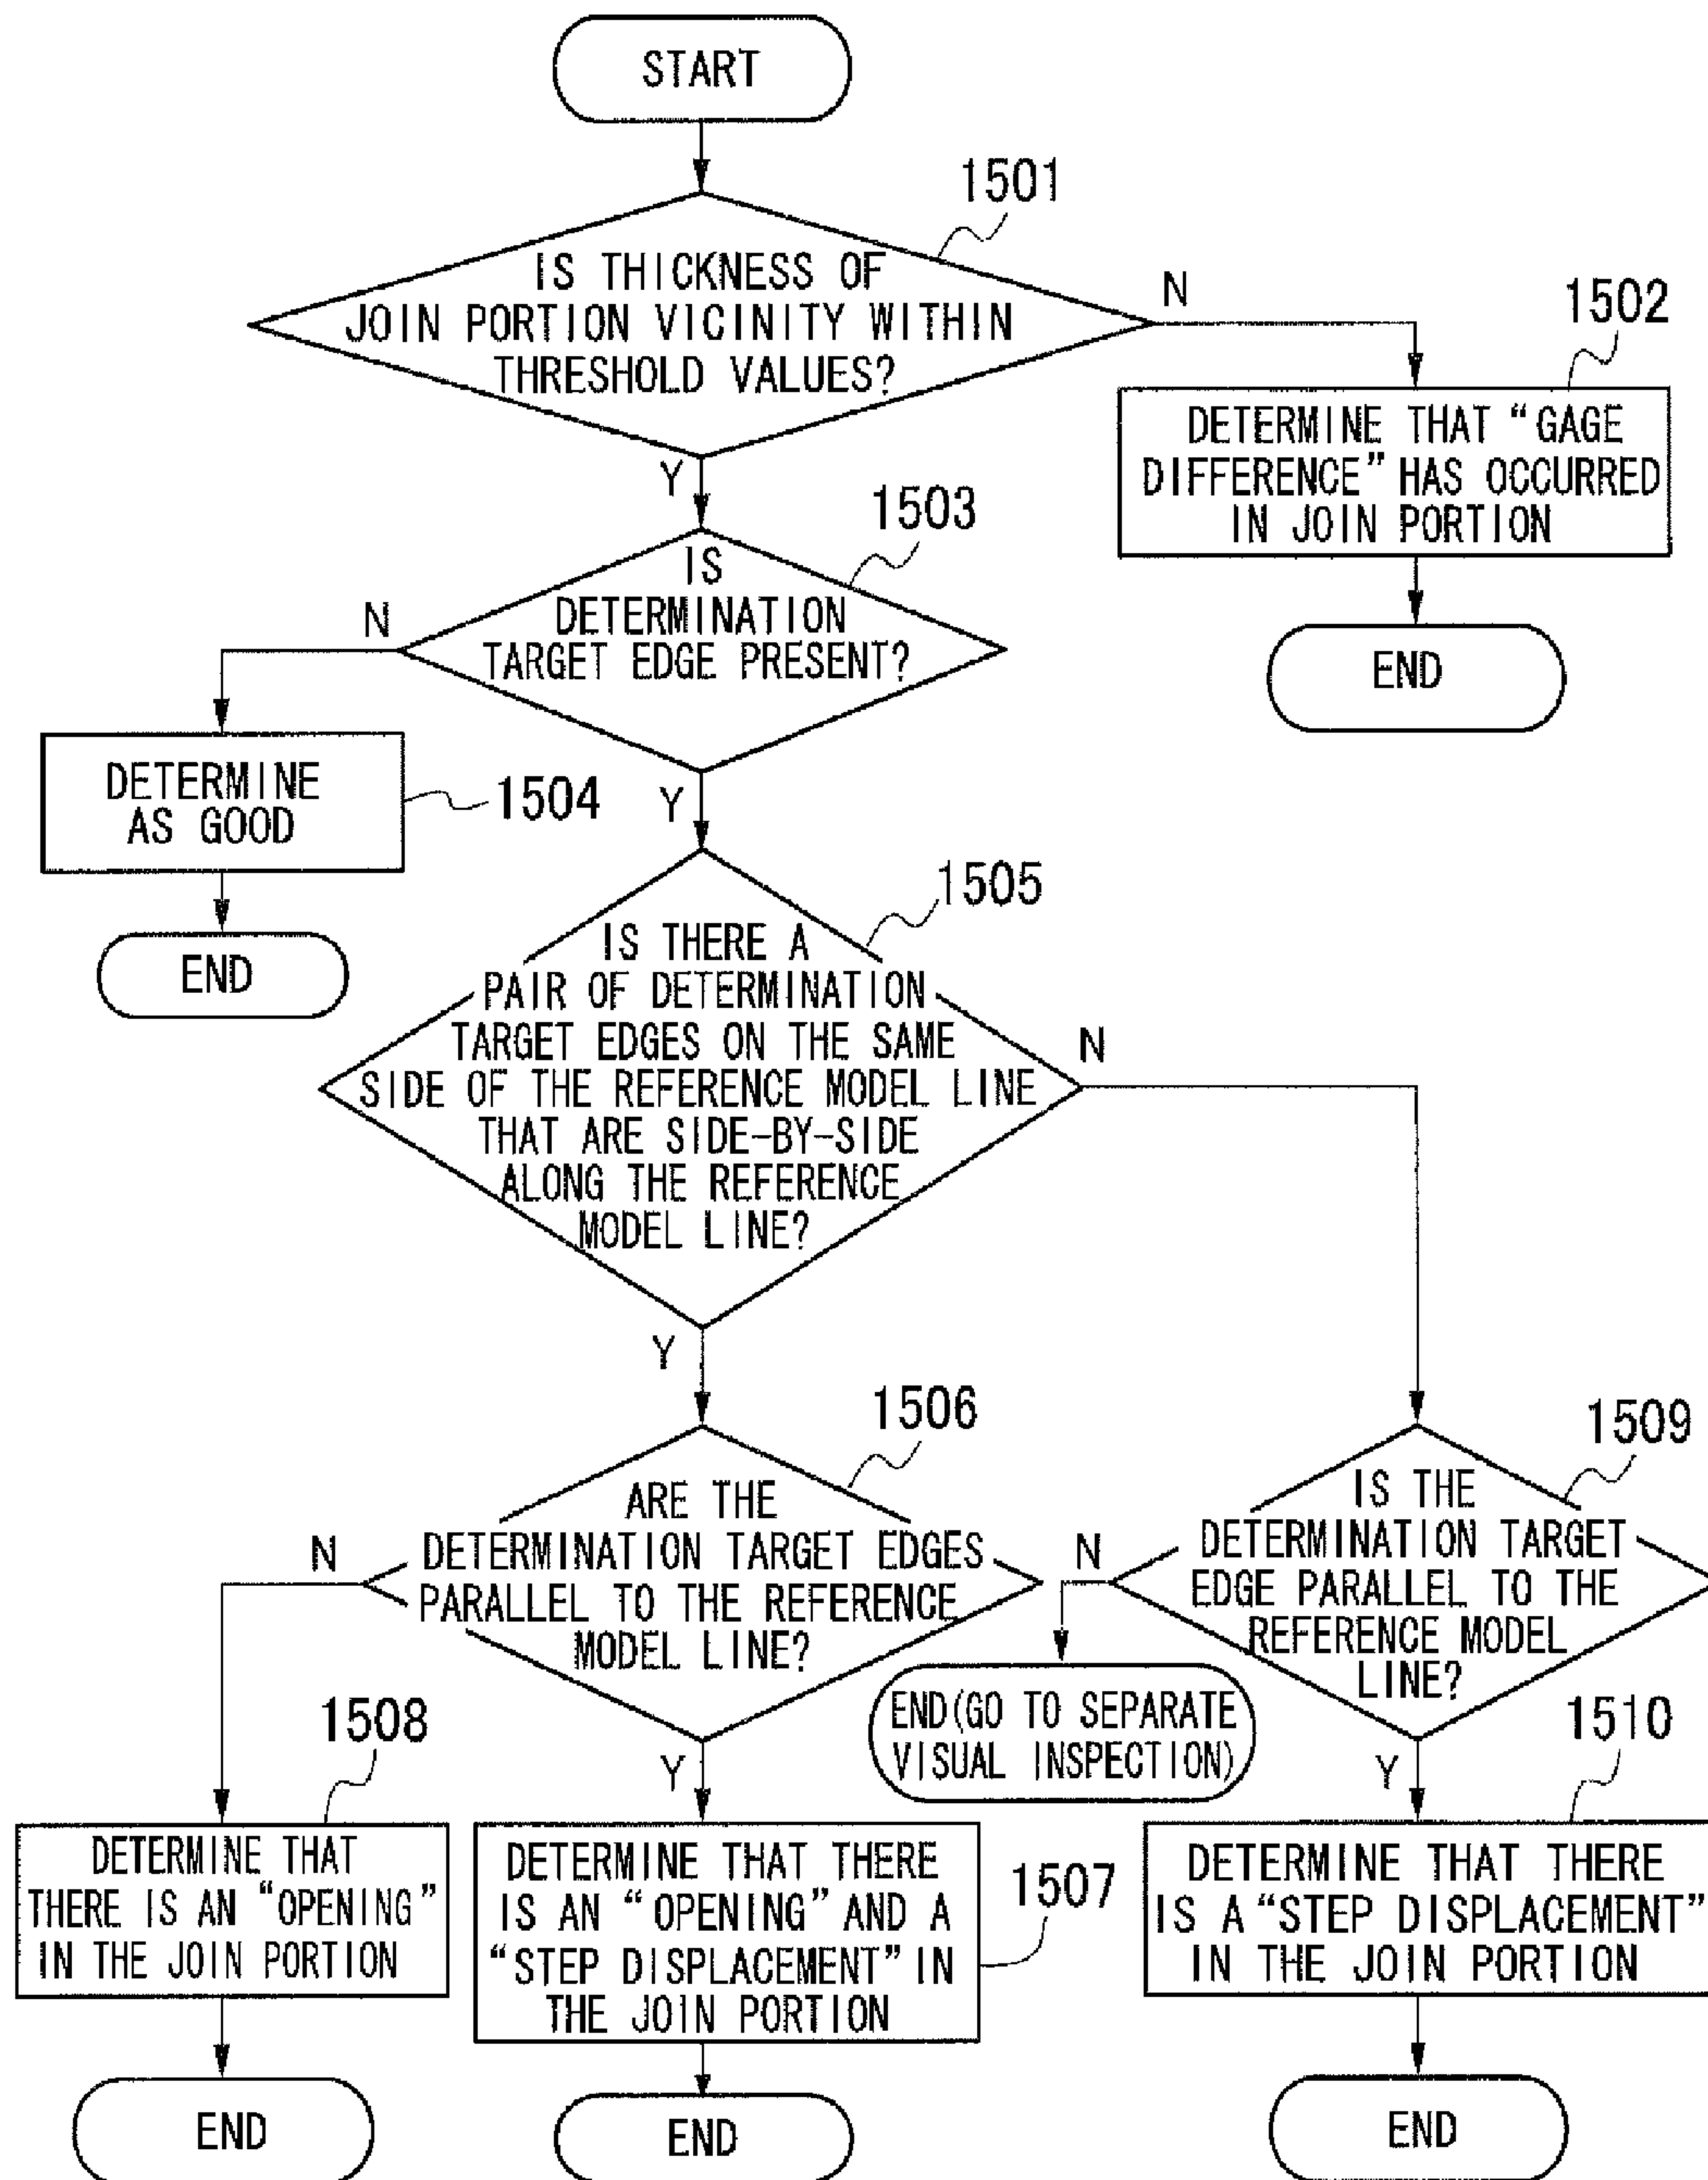 START
1501
IS THICKNESS OF
JOIN PORTION VICINITY WITHIN
THRESHOLD VALUES?
N
1502
DETERMINE THAT “GAGE
DIFFERENCE” HAS OCCURRED
IN JOIN PORTION
END
Y
1503
IS
DETERMINATION
TARGET EDGE PRESENT?
N
DETERMINE
AS GOOD
1504
END
Y
1505
IS THERE A
PAIR OF DETERMINATION
TARGET EDGES ON THE SAME
SIDE OF THE REFERENCE MODEL LINE
THAT ARE SIDE-BY-SIDE
ALONG THE REFERENCE
MODEL LINE?
N
Y
1506
ARE THE
DETERMINATION TARGET EDGES
PARALLEL TO THE REFERENCE
MODEL LINE?
N
1509
IS THE
DETERMINATION TARGET
EDGE PARALLEL TO THE
REFERENCE MODEL
LINE?
N
END(GO TO SEPARATE
VISUAL INSPECTION)
1508
DETERMINE THAT
THERE IS AN “OPENING”
IN THE JOIN PORTION
END
Y
DETERMINE THAT THERE
IS AN “OPENING” AND A
“STEP DISPLACEMENT” IN
THE JOIN PORTION
1507
END
Y
1510
DETERMINE THAT THERE
IS A “STEP DISPLACEMENT”
IN THE JOIN PORTION
END